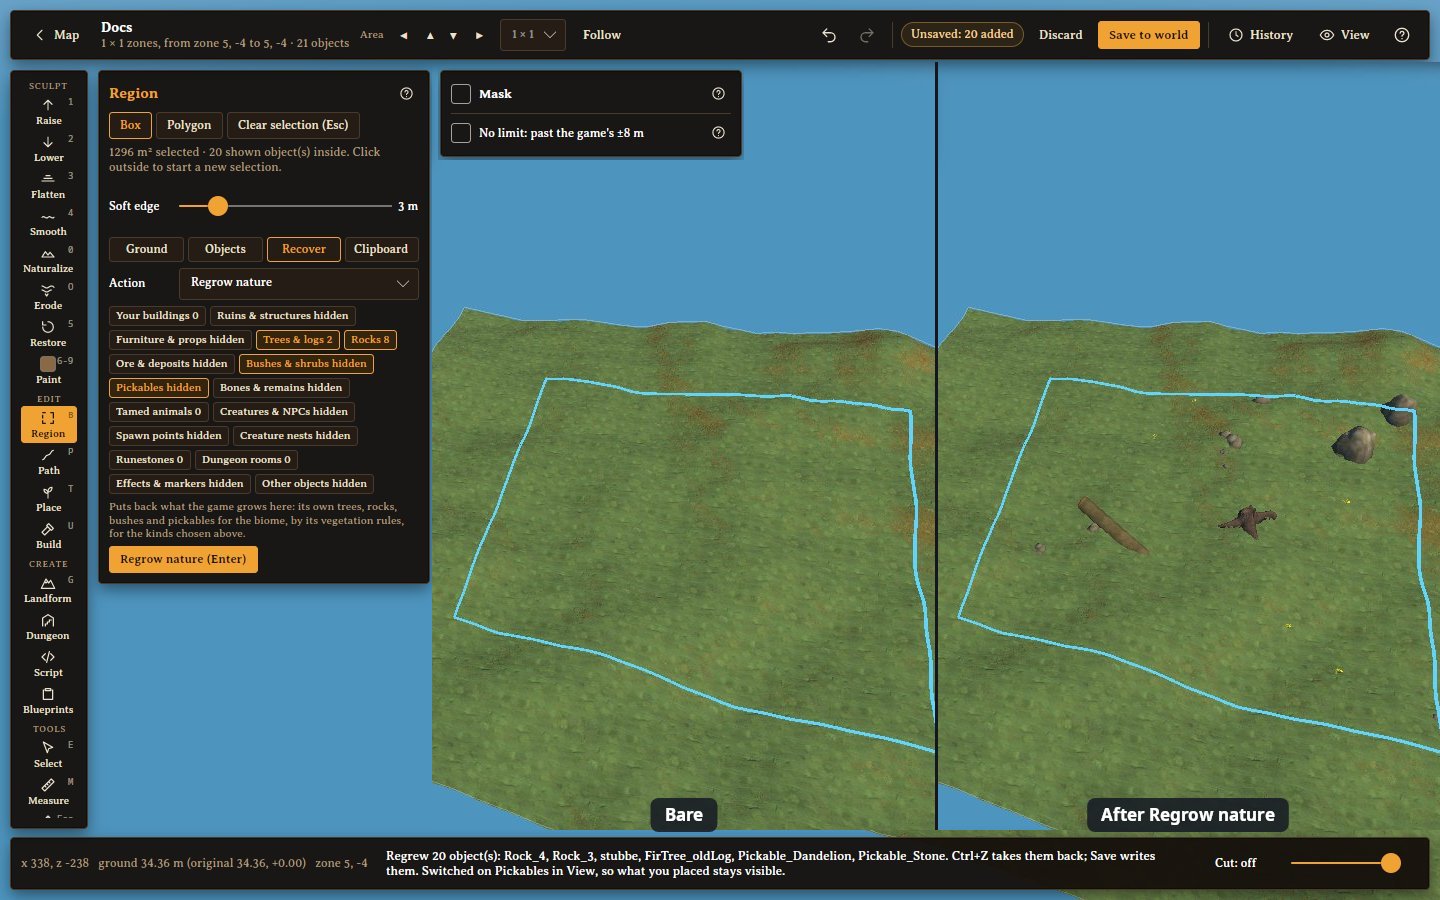 Map
Docs
1 × 1 zones, from zone 5, -4 to 5, -4 · 21 objects
Area
1 × 1
Follow
Unsaved: 20 added
Discard
Save to world
History
View
SCULPT
1
Raise
2
Lower
3
Flatten
4
Smooth
0
Naturalize
O
Erode
5
Restore
6-9
Paint
EDIT
B
Region
P
Path
T
Place
U
Build
CREATE
G
Landform
Dungeon
Script
Blueprints
TOOLS
E
Select
M
Measure
Region
Box
Polygon
Clear selection (Esc)
1296 m² selected · 20 shown object(s) inside. Click
outside to start a new selection.
Soft edge
3 m
Ground
Objects
Recover
Clipboard
Action
Regrow nature
Your buildings 0
Ruins & structures hidden
Furniture & props hidden
Trees & logs 2
Rocks 8
Ore & deposits hidden
Bushes & shrubs hidden
Pickables hidden
Bones & remains hidden
Tamed animals 0
Creatures & NPCs hidden
Spawn points hidden
Creature nests hidden
Runestones 0
Dungeon rooms 0
Effects & markers hidden
Other objects hidden
Puts back what the game grows here: its own trees, rocks,
bushes and pickables for the biome, by its vegetation rules,
for the kinds chosen above.
Regrow nature (Enter)
Mask
No limit: past the game's ±8 m
Bare
After Regrow nature
x 338, z -238
ground 34.36 m (original 34.36, +0.00)
zone 5, -4
Regrew 20 object(s): Rock_4, Rock_3, stubbe, FirTree_oldLog, Pickable_Dandelion, Pickable_Stone. Ctrl+Z takes them back; Save writes
them. Switched on Pickables in View, so what you placed stays visible.
Cut: off